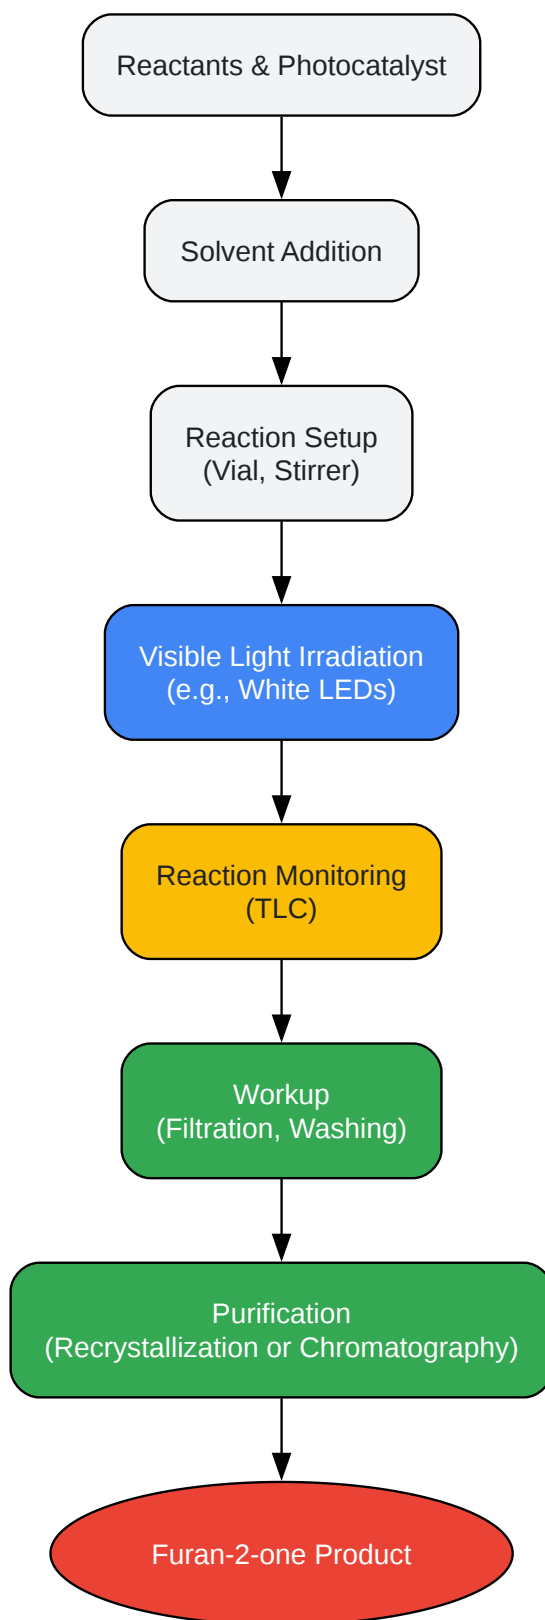 Reactants & Photocatalyst
Solvent Addition
Reaction Setup
(Vial, Stirrer)
Visible Light Irradiation
(e.g., White LEDs)
Reaction Monitoring
(TLC)
Workup
(Filtration, Washing)
Purification
(Recrystallization or Chromatography)
Furan-2-one Product